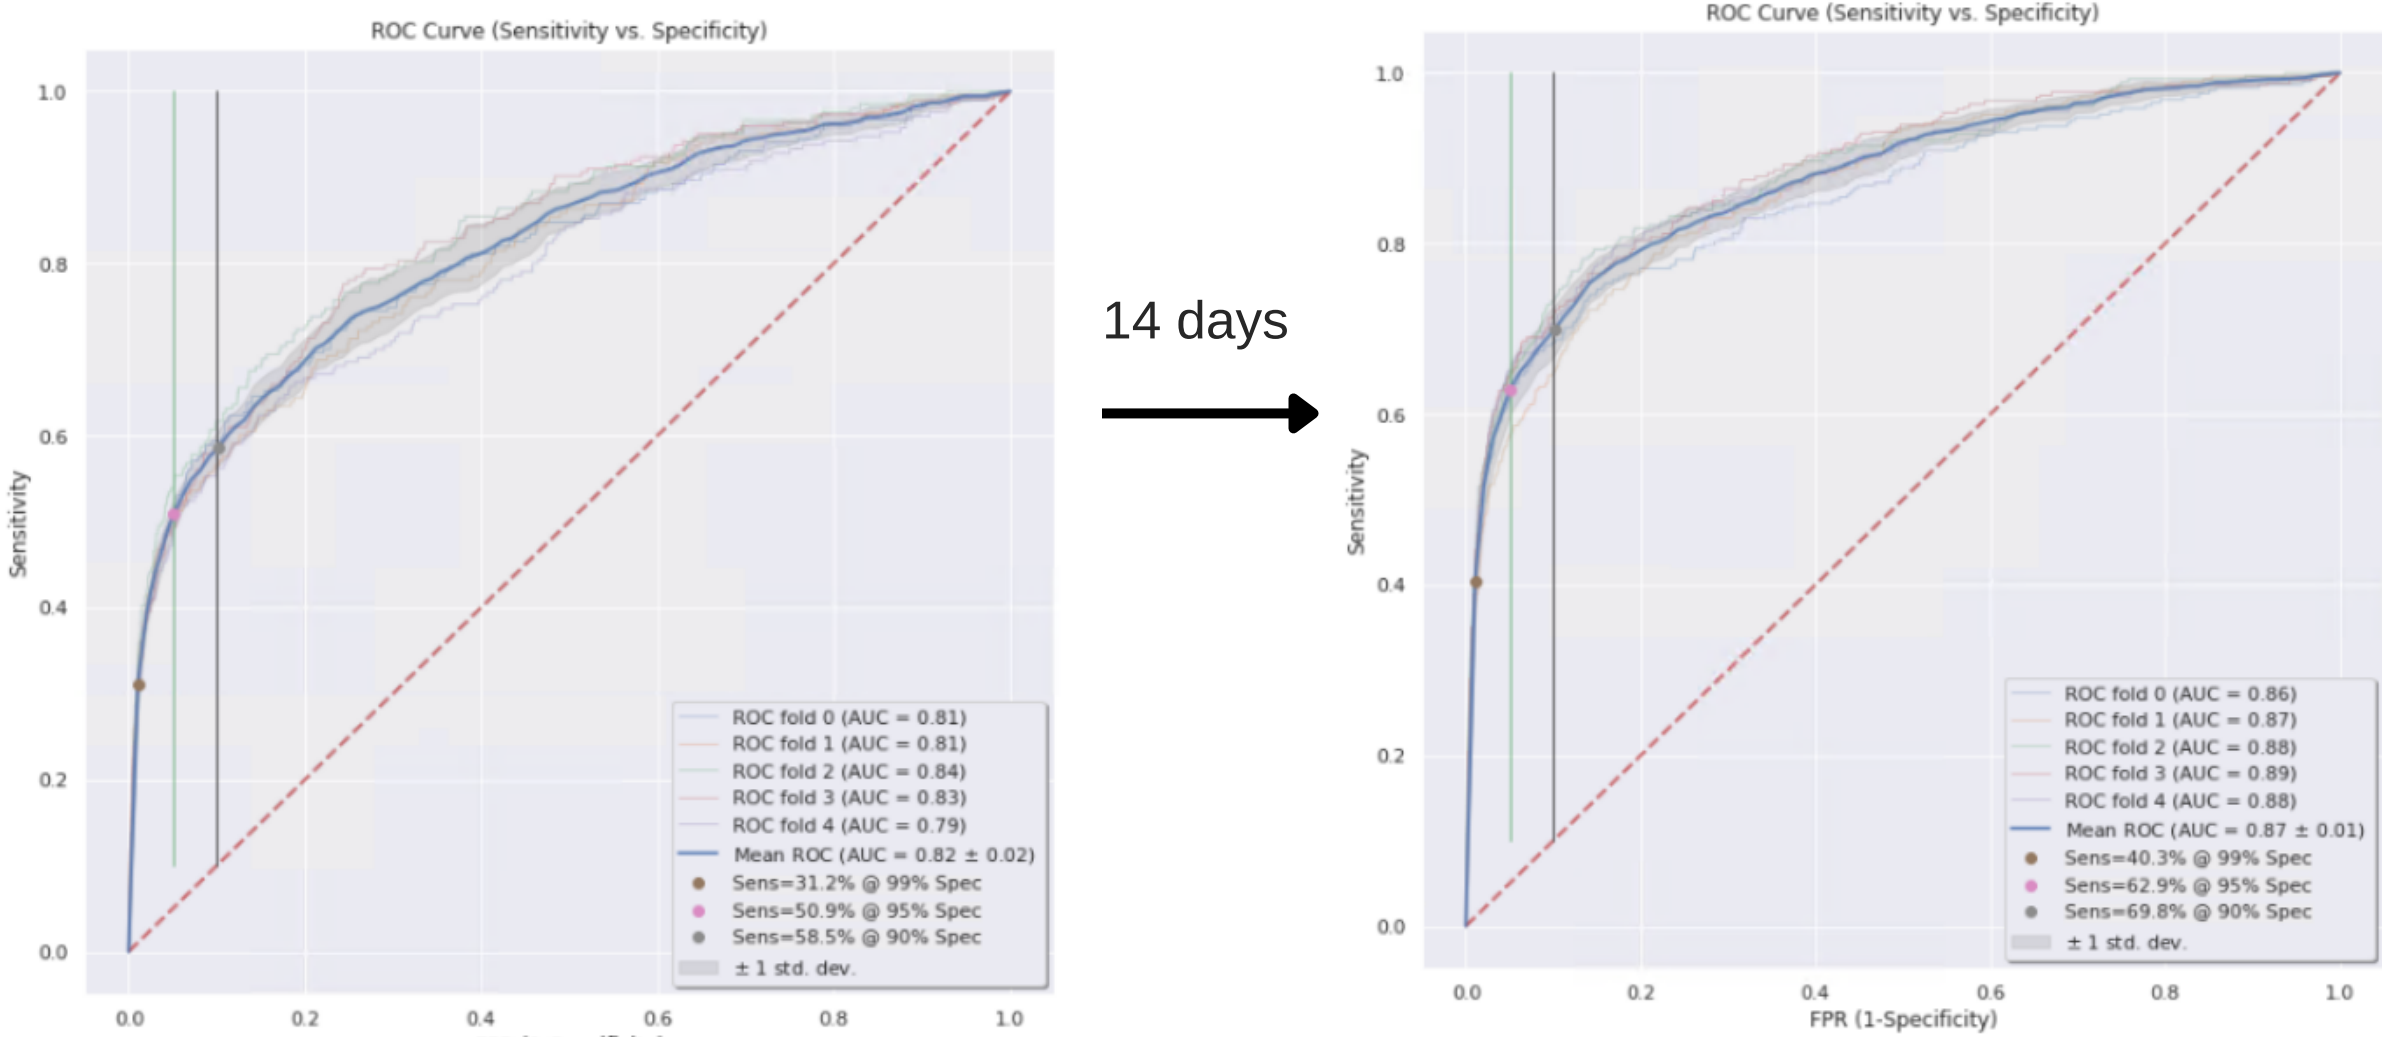 ROC Curve (Sensitivity vs. Specificity)
Sensitivity
1.0
0.8
0.6
0.4
0.2
0.0
0.0 0.2 0.4 0.6 0.8 1.0
ROC fold 0 (AUC = 0.81)
ROC fold 1 (AUC = 0.81)
ROC fold 2 (AUC = 0.84)
ROC fold 3 (AUC = 0.83)
ROC fold 4 (AUC = 0.79)
Mean ROC (AUC = 0.82 ± 0.02)
Sens=31.2% @ 99% Spec
Sens=50.9% @ 95% Spec
Sens=58.5% @ 90% Spec
± 1 std. dev.
14 days
ROC Curve (Sensitivity vs. Specificity)
Sensitivity
1.0
0.8
0.6
0.4
0.2
0.0
0.0 0.2 0.4 0.6 0.8 1.0
FPR (1-Specificity)
ROC fold 0 (AUC = 0.86)
ROC fold 1 (AUC = 0.87)
ROC fold 2 (AUC = 0.88)
ROC fold 3 (AUC = 0.89)
ROC fold 4 (AUC = 0.88)
Mean ROC (AUC = 0.87 ± 0.01)
Sens=40.3% @ 99% Spec
Sens=62.9% @ 95% Spec
Sens=69.8% @ 90% Spec
± 1 std. dev.